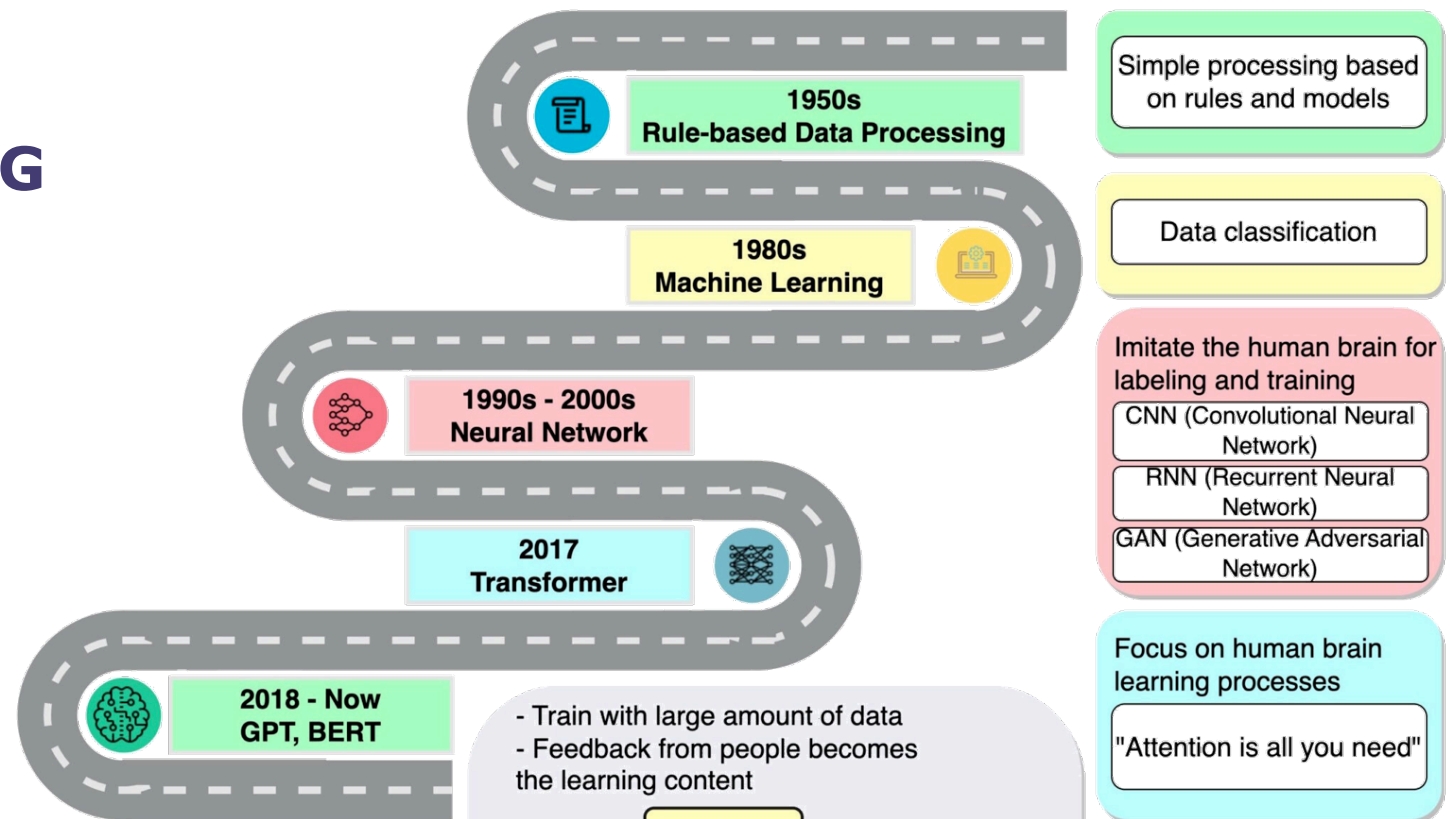 G
1950s
Rule-based Data Processing
1980s
Machine Learning
1990s - 2000s
Neural Network
2017
Transformer
2018 - Now
GPT, BERT
- Train with large amount of data
- Feedback from people becomes
the learning content
Simple processing based
on rules and models
Data classification
Imitate the human brain for
labeling and training
CNN (Convolutional Neural
Network)
RNN (Recurrent Neural
Network)
GAN (Generative Adversarial
Network)
Focus on human brain
learning processes
"Attention is all you need"